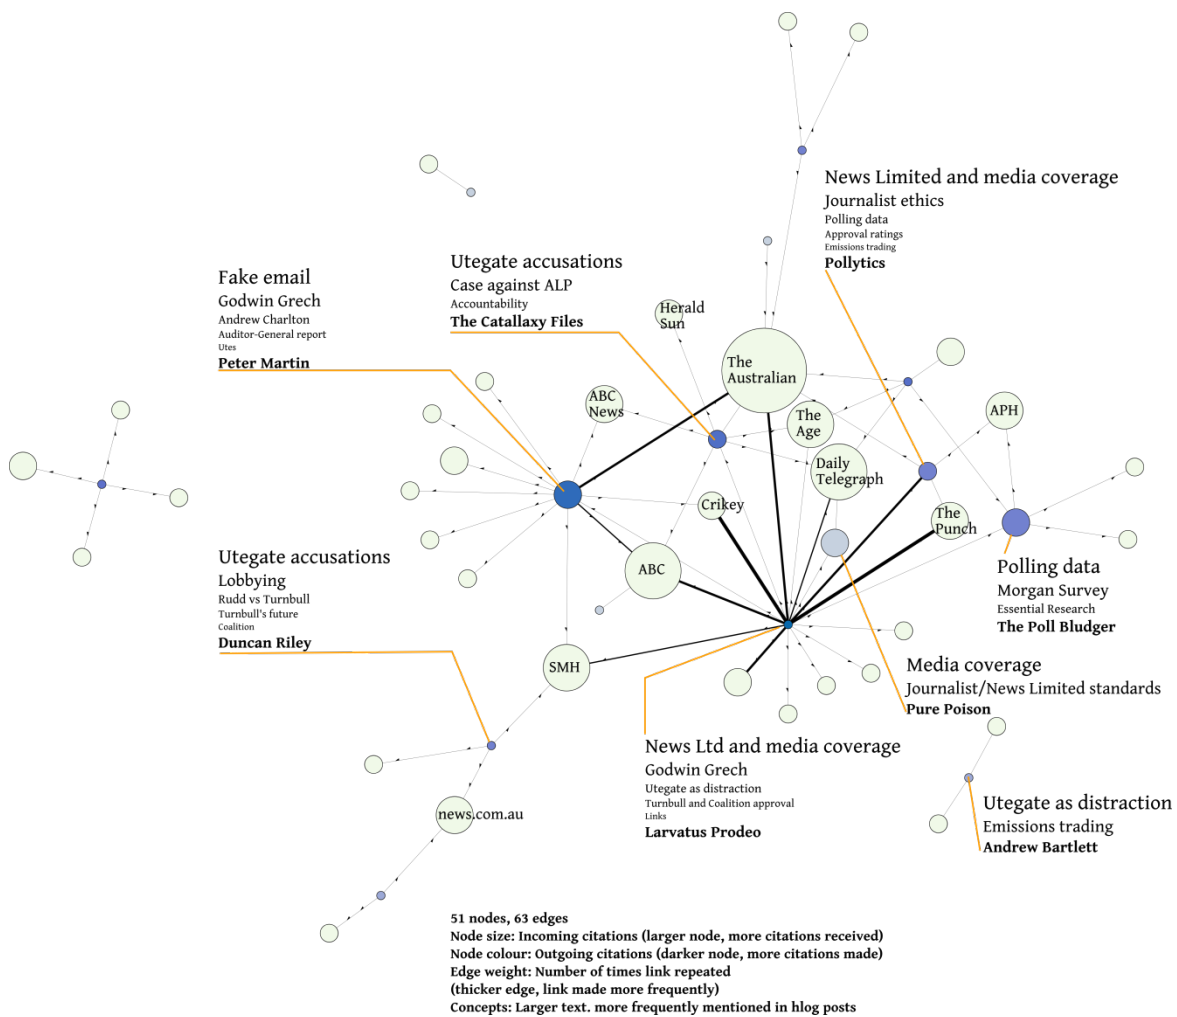 News Limited and media coverage
Journalist ethics
Polling data
Approval ratings
Emissions trading
Pollytics
Utegate accusations
Case against ALP
Accountability
The Catallaxy Files
Fake email
Godwin Grech
Andrew Charlton
Auditor-General report
Utes
Peter Martin
Herald
Sun
The
Australian
ABC
News
The
Age
APH
Daily
Telegraph
Crikey
The
Punch
ABC
Utegate accusations
Lobbying
Rudd vs Turnbull
Turnbull's future
Coalition
Duncan Riley
Polling data
Morgan Survey
Essential Research
The Poll Bludger
SMH
Media coverage
Journalist/News Limited standards
Pure Poison
News Ltd and media coverage
Godwin Grech
Utegate as distraction
Turnbull and Coalition approval
Links
Larvatus Prodeo
news.com.au
Utegate as distraction
Emissions trading
Andrew Bartlett
51 nodes, 63 edges
Node size: Incoming citations (larger node, more citations received)
Node colour: Outgoing citations (darker node, more citations made)
Edge weight: Number of times link repeated
(thicker edge, link made more frequently)
Concepts: Larger text. more frequently mentioned in blog posts